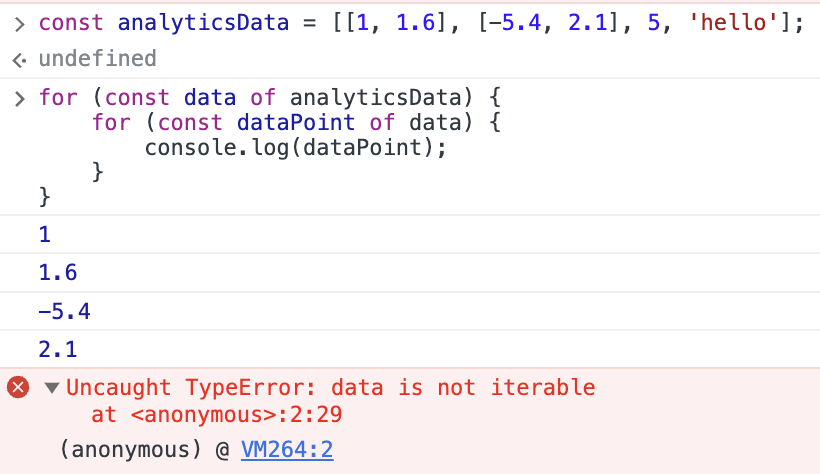 > const analyticsData = [[1, 1.6], [-5.4, 2.1], 5, 'hello'];
<· undefined
> for (const data of analyticsData) {
    for (const dataPoint of data) {
        console.log(dataPoint);
    }
}
1
1.6
-5.4
2.1
▼Uncaught TypeError: data is not iterable
    at <anonymous>:2:29
(anonymous) @ VM264:2